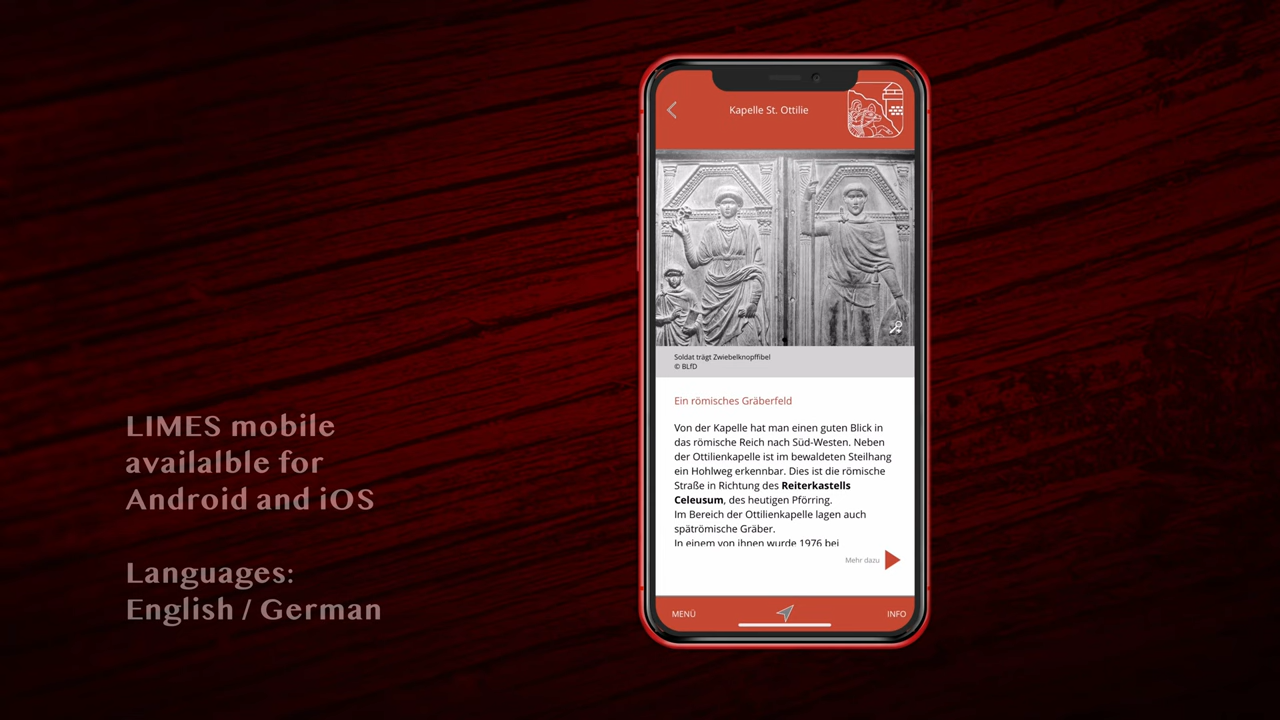 LIMES mobile
availalble for
Android and iOS
Languages:
English / German
Kapelle St. Ottilie
Soldat trägt Zwiebelknopffibel
© BLfD
Ein römisches Gräberfeld
Von der Kapelle hat man einen guten Blick in
das römische Reich nach Süd-Westen. Neben
der Ottilienkapelle ist im bewaldeten Steilhang
ein Hohlweg erkennbar. Dies ist die römische
Straße in Richtung des Reiterkastells
Celeusum, des heutigen Pförring.
Im Bereich der Ottilienkapelle lagen auch
spätrömische Gräber.
In einem von ihnen wurde 1976 bei
Mehr dazu
MENÜ
INFO